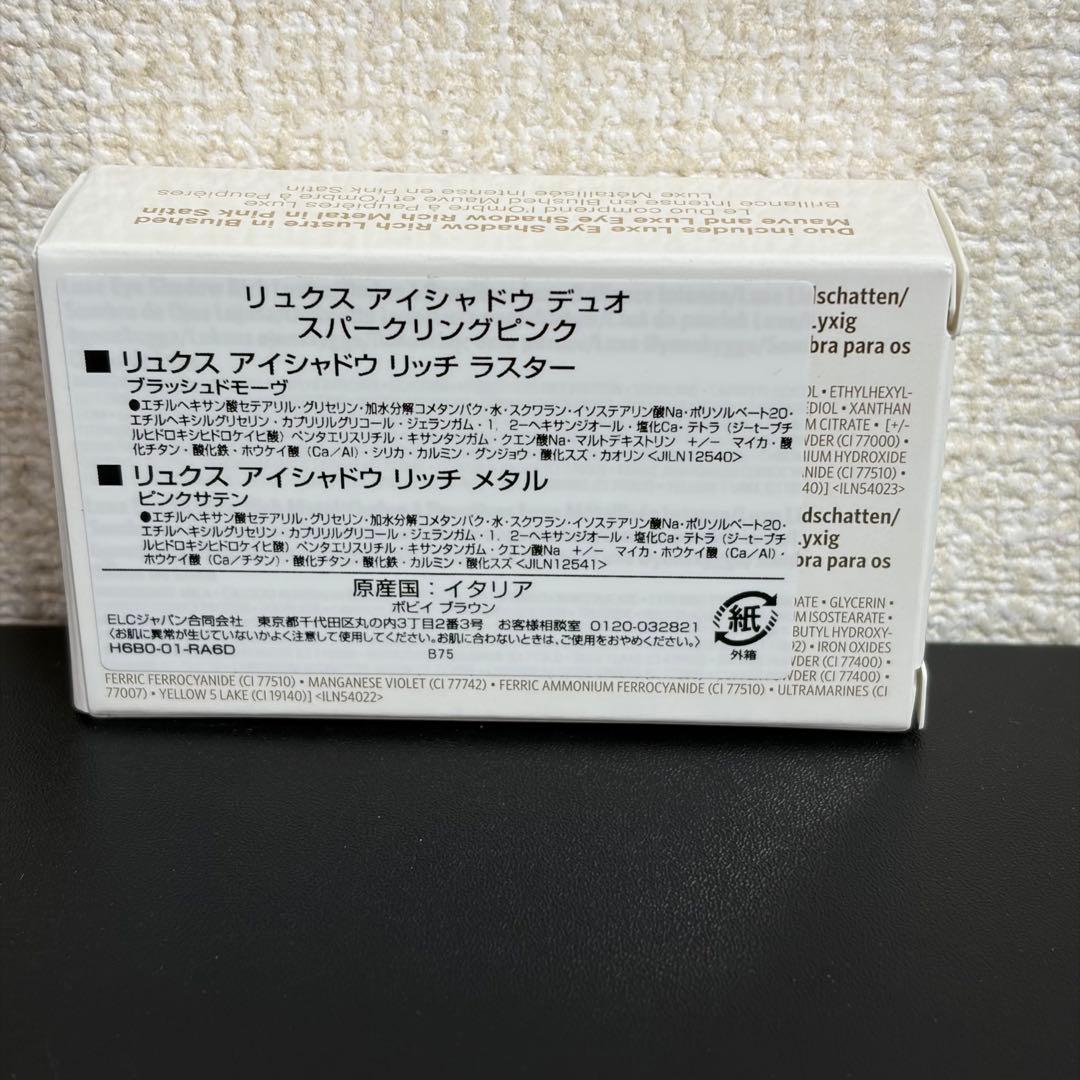 Duo includes Luxe Eye Shadow Rich Lustre in Blushed
Mauve and Luxe Eye Shadow Rich Metal in Pink Satin
Le Duo comprend l'Ombre à Paupières Luxe
Brillance Intense en Blushed Mauve et l'Ombre à Paupières
Luxe Métallisée Intense en Pink Satin
リュクス アイシャドウ デュオ
スパークリングピンク
■ リュクス アイシャドウ リッチ ラスター
ブラッシュドモーヴ
●エチルヘキサン酸セテアリル・グリセリン・加水分解コメタンパク・水・スクワラン・イソステアリン酸Na・ポリソルベート20・
エチルヘキシルグリセリン・カプリリルグリコール・ジェランガム・1，2-ヘキサンジオール・塩化Ca・テトラ（ジ-t-ブチ
ルヒドロキシヒドロケイヒ酸）ペンタエリスリチル・キサンタンガム・クエン酸Na・マルトデキストリン +/- マイカ・酸
化チタン・酸化鉄・ホウケイ酸（Ca/Al）・シリカ・カルミン・グンジョウ・酸化スズ・カオリン <JILN12540>
■ リュクス アイシャドウ リッチ メタル
ピンクサテン
●エチルヘキサン酸セテアリル・グリセリン・加水分解コメタンパク・水・スクワラン・イソステアリン酸Na・ポリソルベート20・
エチルヘキシルグリセリン・カプリリルグリコール・ジェランガム・1，2-ヘキサンジオール・塩化Ca・テトラ（ジ-t-ブチ
ルヒドロキシヒドロケイヒ酸）ペンタエリスリチル・キサンタンガム・クエン酸Na +/- マイカ・ホウケイ酸（Ca/Al）・
ホウケイ酸（Ca/チタン）・酸化チタン・酸化鉄・カルミン・酸化スズ <JILN12541>
原産国：イタリア
ボビイ ブラウン
ELCジャパン合同会社 東京都千代田区丸の内3丁目2番3号 お客様相談室 0120-032821
〈お肌に異常が生じていないかよく注意して使用してください。お肌に合わないときは、ご使用をおやめください。〉
H6B0-01-RA6D
B75
紙
外箱
dschatten/
Lyxig
bra para os
OL • ETHYLHEXYL-
EDIOL • XANTHAN
M CITRATE • [+/-
WDER (CI 77000) •
NIUM HYDROXIDE
ANIDE (CI 77510) •
40)] <ILN54023>
dschatten/
yxig
bra para os
OATE • GLYCERIN •
M ISOSTEARATE •
BUTYL HYDROXY-
2) • IRON OXIDES
WDER (CI 77400) •
WDER (CI 77400) •
FERRIC FERROCYANIDE (CI 77510) • MANGANESE VIOLET (CI 77742) • FERRIC AMMONIUM FERROCYANIDE (CI 77510) • ULTRAMARINES (CI
77007) • YELLOW 5 LAKE (CI 19140)] <ILN54022>